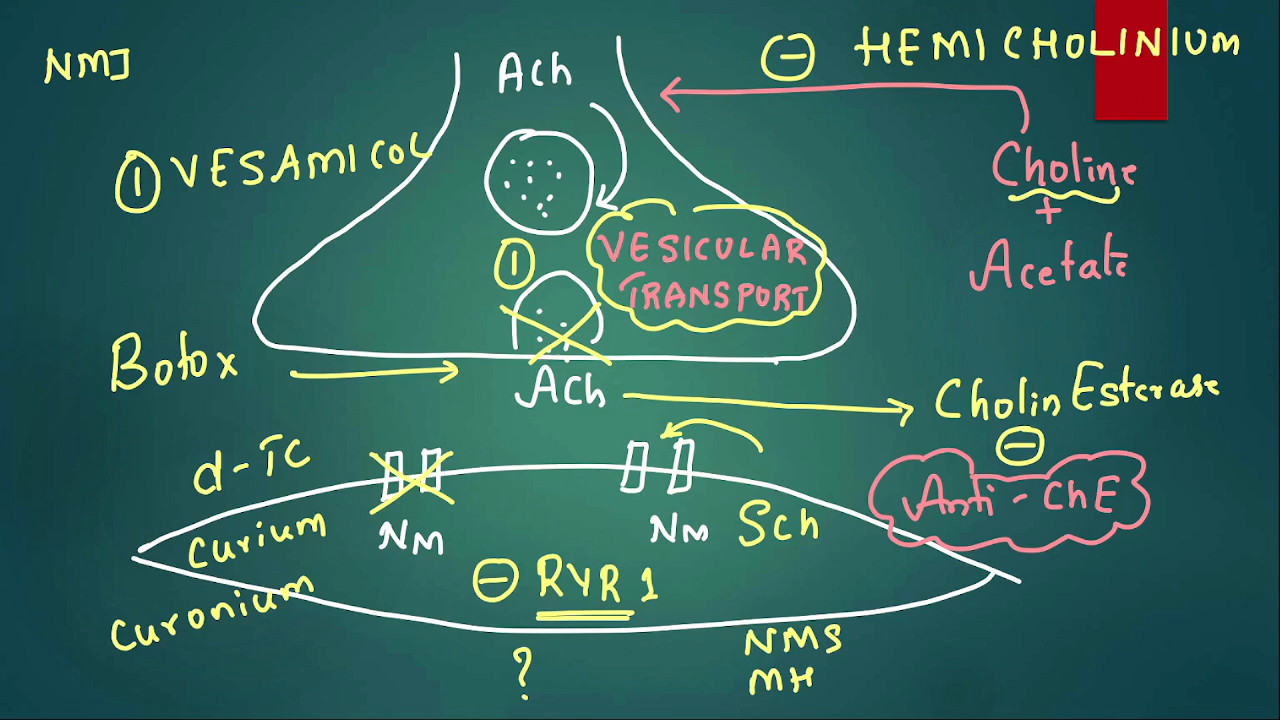 NMJ
Ach
⊖ HEMICHOLINIUM
① VESAMICOL
Choline
+
Acetate
VESICULAR
TRANSPORT
①
Botox
Ach
CholinEsterase
⊖
Anti-ChE
d-TC
Curium
Curonium
NM
NM
Sch
⊖ RYR1
?
NMS
MH